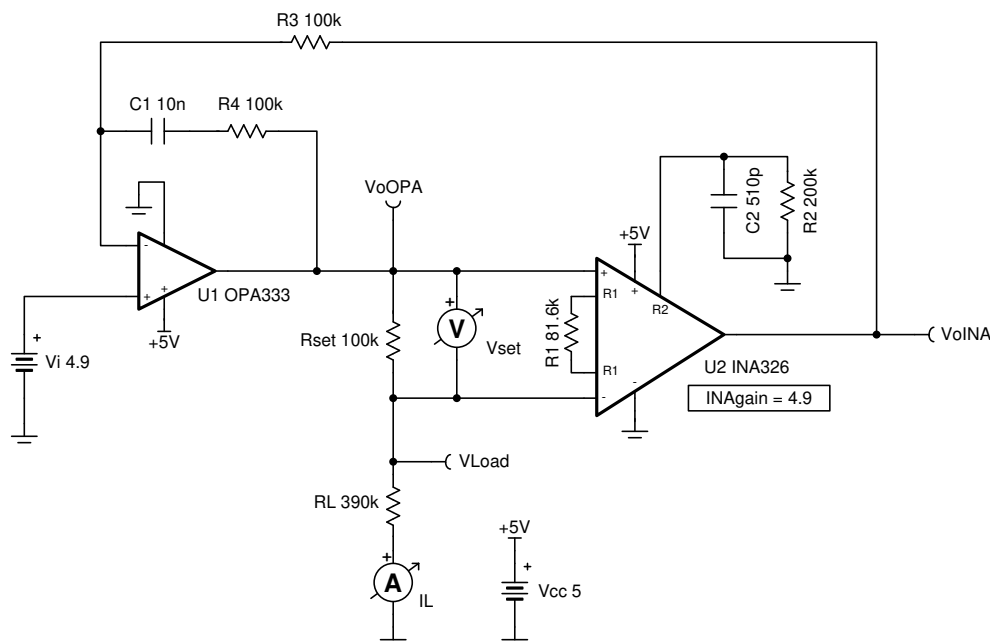 R3 100k
C1 10n
R4 100k
VoOPA
+5V
C2 510p
R2 200k
-
+
+
U1 OPA333
+5V
+
Vi 4.9
Rset 100k
+
V
Vset
+
R1
R1 81.6k
R1
-
+
R2
-
U2 INA326
INAgain = 4.9
VoINA
VLoad
RL 390k
+
A
IL
+5V
+
Vcc 5